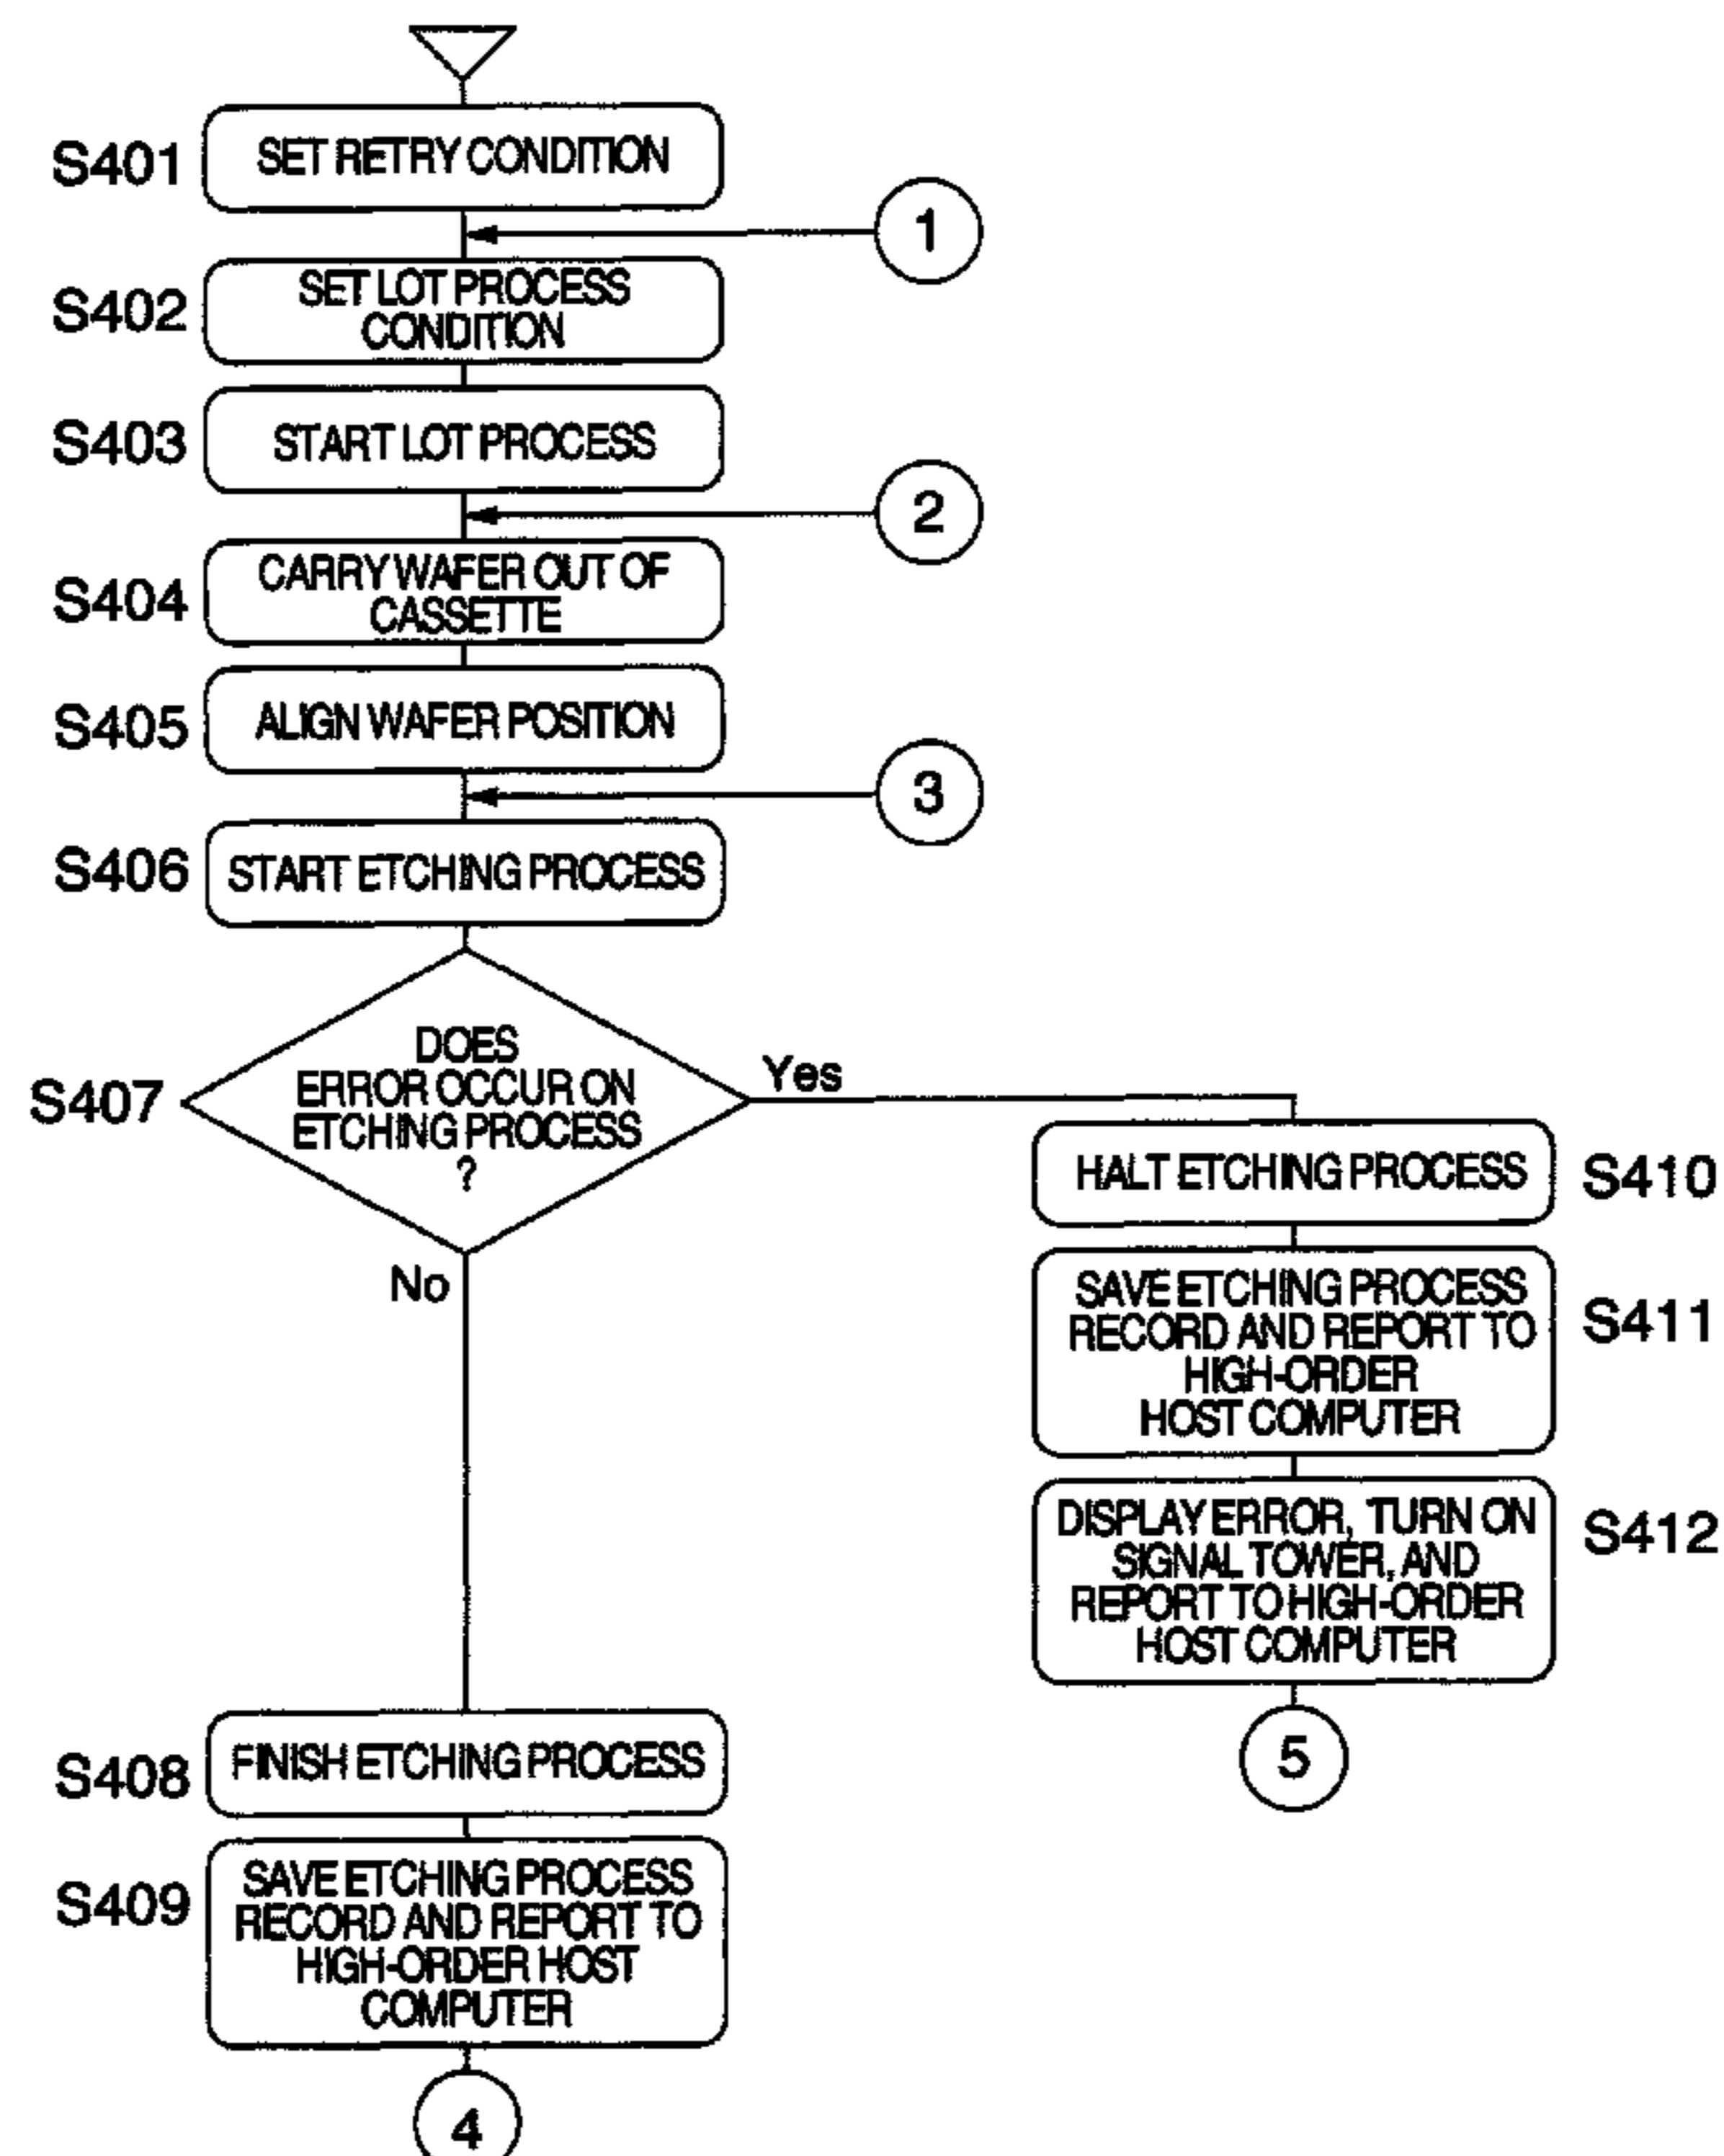 S401
SET RETRY CONDITION
1
S402
SET LOT PROCESS
CONDITION
S403
START LOT PROCESS
2
S404
CARRY WAFER OUT OF
CASSETTE
S405
ALIGN WAFER POSITION
3
S406
START ETCHING PROCESS
S407
DOES
ERROR OCCUR ON
ETCHING PROCESS
?
Yes
No
HALT ETCHING PROCESS
S410
SAVE ETCHING PROCESS
RECORD AND REPORT TO
HIGH-ORDER
HOST COMPUTER
S411
DISPLAY ERROR, TURN ON
SIGNAL TOWER, AND
REPORT TO HIGH-ORDER
HOST COMPUTER
S412
5
S408
FINISH ETCHING PROCESS
S409
SAVE ETCHING PROCESS
RECORD AND REPORT TO
HIGH-ORDER HOST
COMPUTER
4